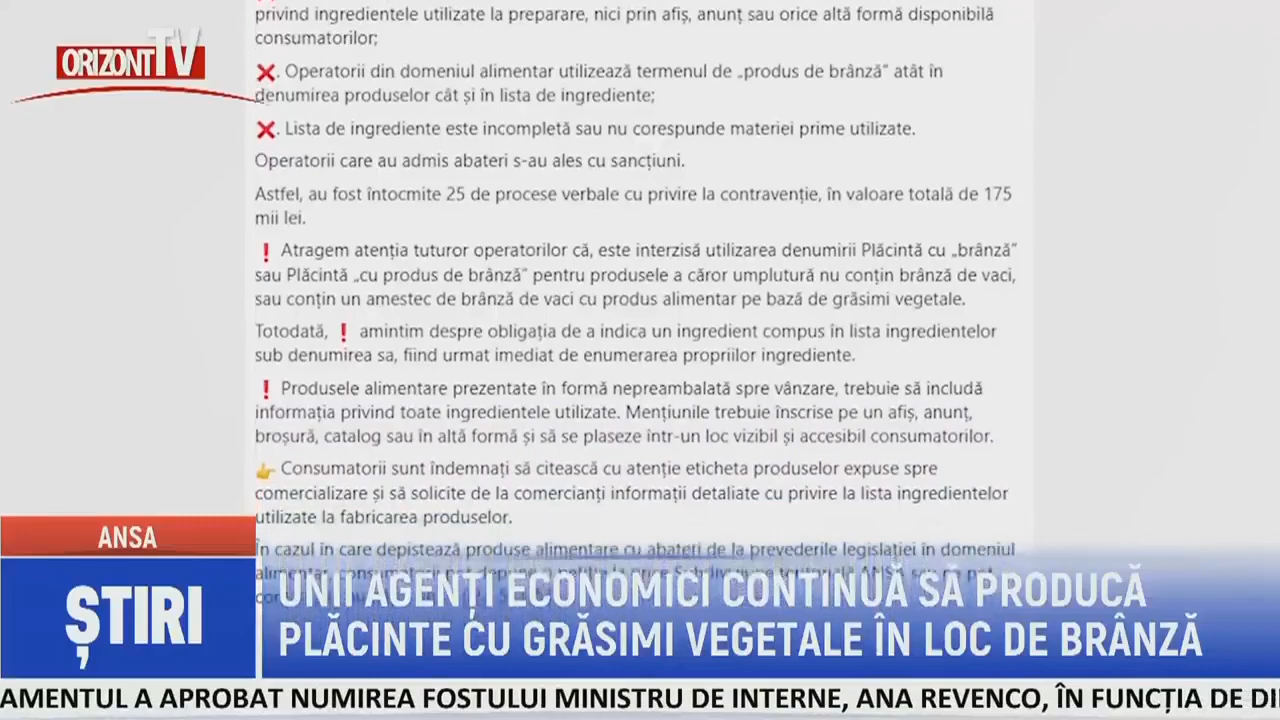 privind ingredientele utilizate la preparare, nici prin afiș, anunț sau orice altă formă disponibilă
consumatorilor;
ORIZONT TV
❌. Operatorii din domeniul alimentar utilizează termenul de „produs de brânză” atât în
denumirea produselor cât și în lista de ingrediente;
❌. Lista de ingrediente este incompletă sau nu corespunde materiei prime utilizate.
Operatorii care au admis abateri s-au ales cu sancțiuni.
Astfel, au fost întocmite 25 de procese verbale cu privire la contravenție, în valoare totală de 175
mii lei.
❗ Atragem atenția tuturor operatorilor că, este interzisă utilizarea denumirii Plăcintă cu „brânză”
sau Plăcintă „cu produs de brânză” pentru produsele a căror umplutură nu conțin brânză de vaci,
sau conțin un amestec de brânză de vaci cu produs alimentar pe bază de grăsimi vegetale.
Totodată, ❗ amintim despre obligația de a indica un ingredient compus în lista ingredientelor
sub denumirea sa, fiind urmat imediat de enumerarea propriilor ingrediente.
❗ Produsele alimentare prezentate în formă nepreambalată spre vânzare, trebuie să includă
informația privind toate ingredientele utilizate. Mențiunile trebuie înscrise pe un afiș, anunț,
broșură, catalog sau în altă formă și să se plaseze într-un loc vizibil și accesibil consumatorilor.
👉 Consumatorii sunt îndemnați să citească cu atenție eticheta produselor expuse spre
comercializare și să solicite de la comercianți informații detaliate cu privire la lista ingredientelor
utilizate la fabricarea produselor.
În cazul în care depistează produse alimentare cu abateri de la prevederile legislației în domeniul
ANSA
ȘTIRI
UNII AGENȚI ECONOMICI CONTINUĂ SĂ PRODUCĂ
PLĂCINTE CU GRĂSIMI VEGETALE ÎN LOC DE BRÂNZĂ
AMENTUL A APROBAT NUMIREA FOSTULUI MINISTRU DE INTERNE, ANA REVENCO, ÎN FUNCȚIA DE DI